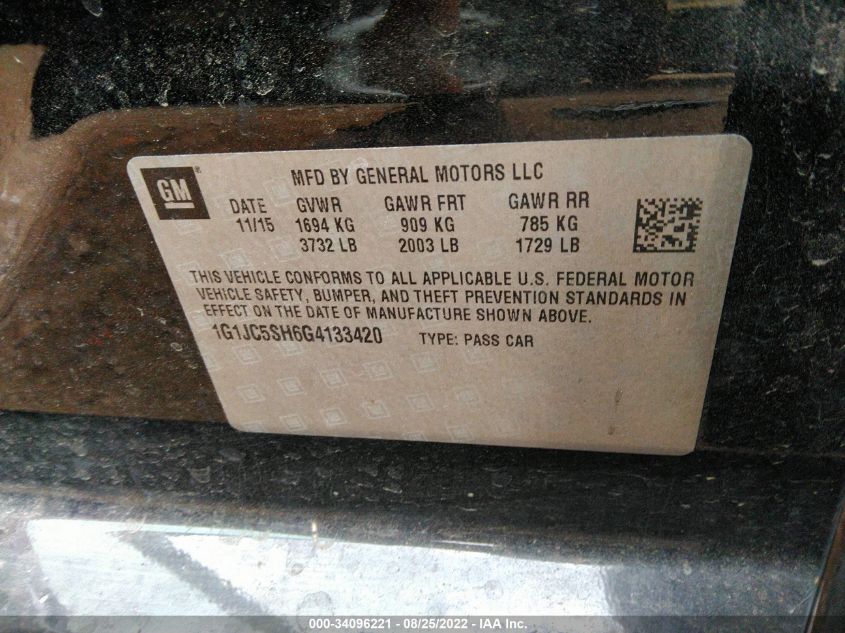 GM
MFD BY GENERAL MOTORS LLC
DATE GVWR GAWR FRT GAWR RR
11/15 1694 KG 909 KG 785 KG
3732 LB 2003 LB 1729 LB
THIS VEHICLE CONFORMS TO ALL APPLICABLE U.S. FEDERAL MOTOR
VEHICLE SAFETY, BUMPER, AND THEFT PREVENTION STANDARDS IN
EFFECT ON THE DATE OF MANUFACTURE SHOWN ABOVE.
1G1JC5SH6G4133420 TYPE: PASS CAR
000-34096221 - 08/25/2022 - IAA Inc.